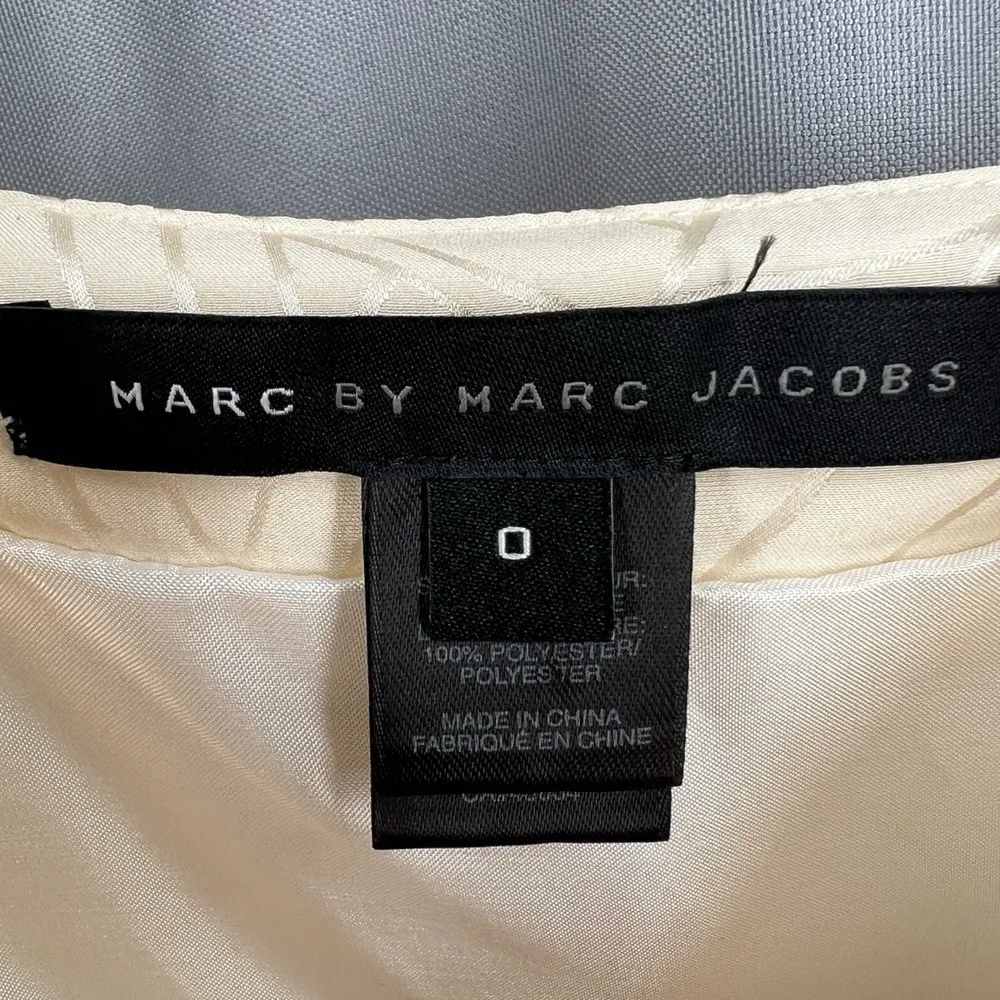 MARC BY MARC JACOBS
0
100% POLYESTER/
POLYESTER
MADE IN CHINA
FABRIQUÉ EN CHINE